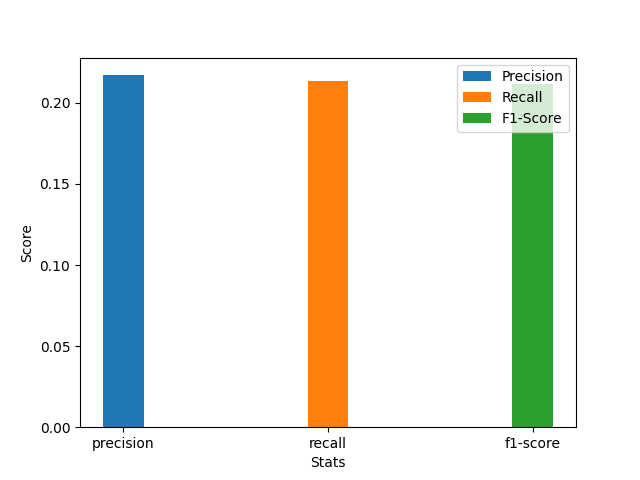 Precision
Recall
F1-Score
0.20
0.15
0.10
0.05
0.00
Score
precision
recall
f1-score
Stats